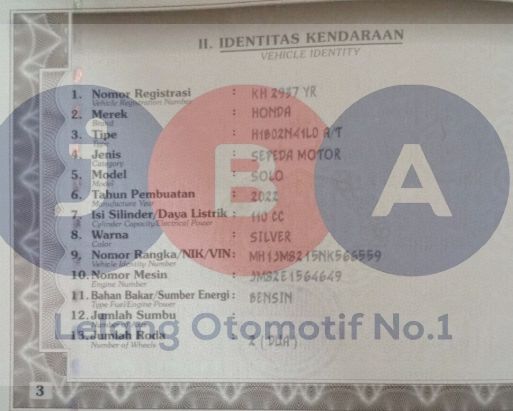 II. IDENTITAS KENDARAAN
VEHICLE IDENTITY
1. Nomor Registrasi : KH 2957 YR
Vehicle Registration Number
2. Merek : HONDA
Brand
3. Tipe : H1B02N41L0 A/T
Type
4. Jenis : SEPEDA MOTOR
Category
5. Model : SOLO
Model
6. Tahun Pembuatan : 2022
Manufacture Year
7. Isi Silinder/Daya Listrik : 110 CC
Cylinder Capacity/Electrical Power
8. Warna : SILVER
Color
9. Nomor Rangka/NIK/VIN : MH1JM8215NK566559
Vehicle Identity Number
10. Nomor Mesin : JM82E1564649
Engine Number
11. Bahan Bakar/Sumber Energi : BENSIN
Type Fuel/Engine Power
12. Jumlah Sumbu :
Number of
13. Jumlah Roda : 2 (DUA)
Number of Wheels
3
J B A
Lelang Otomotif No.1